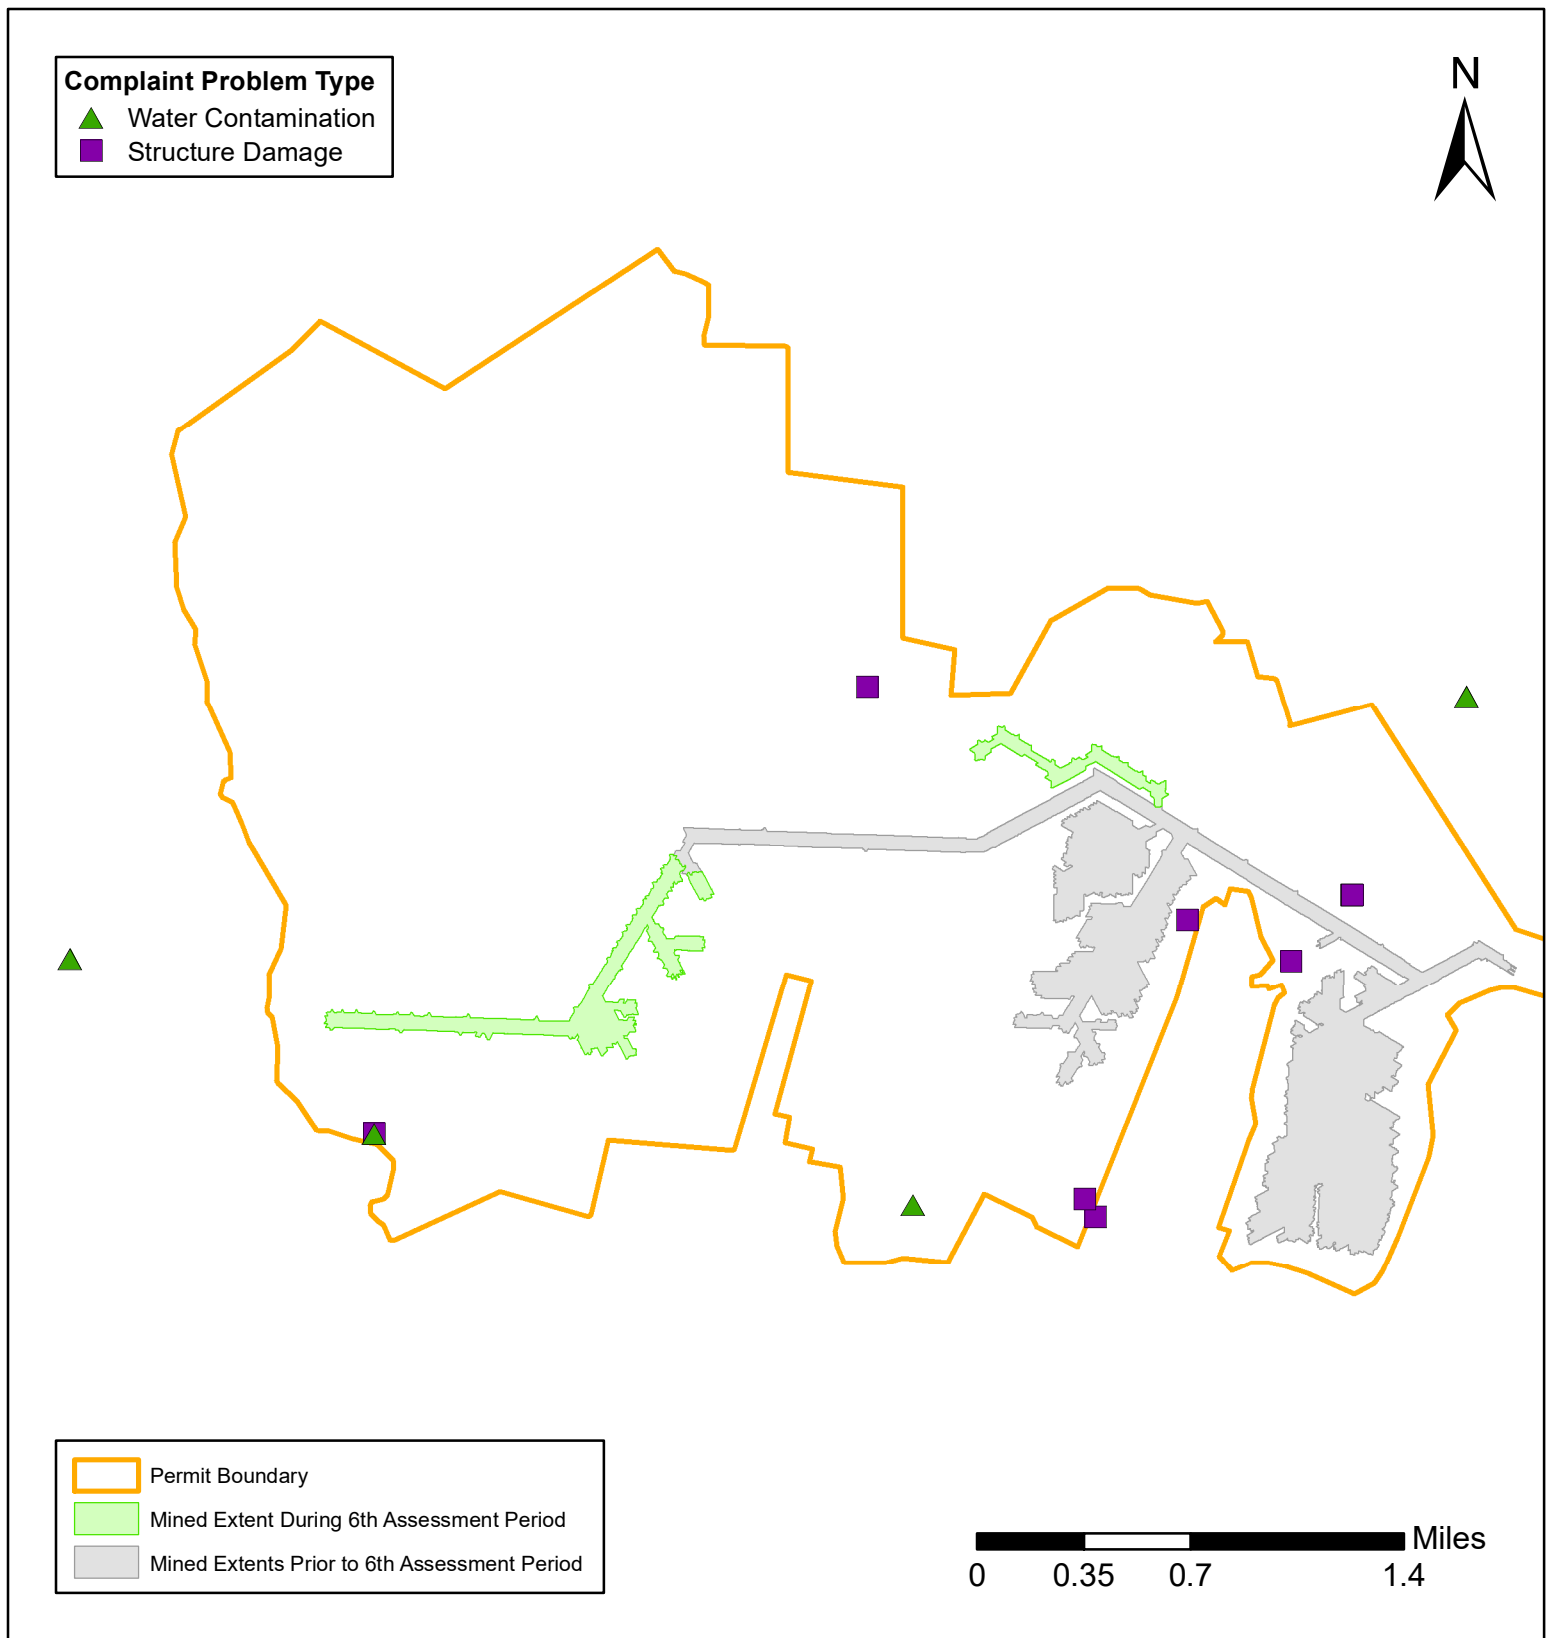 Complaint Problem Type
Water Contamination
Structure Damage
N
Permit Boundary
Mined Extent During 6th Assessment Period
Mined Extents Prior to 6th Assessment Period
Miles
0 0.35 0.7 1.4